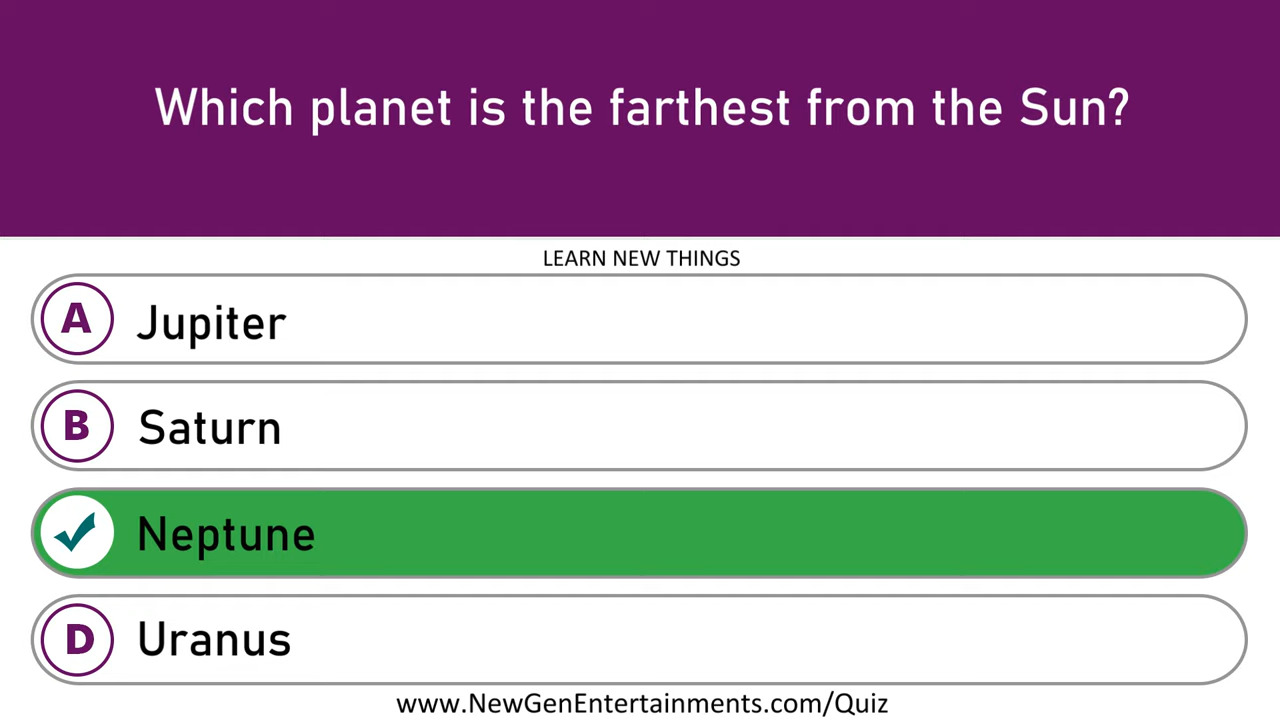 Which planet is the farthest from the Sun?
LEARN NEW THINGS
A Jupiter
B Saturn
Neptune
D Uranus
www.NewGenEntertainments.com/Quiz